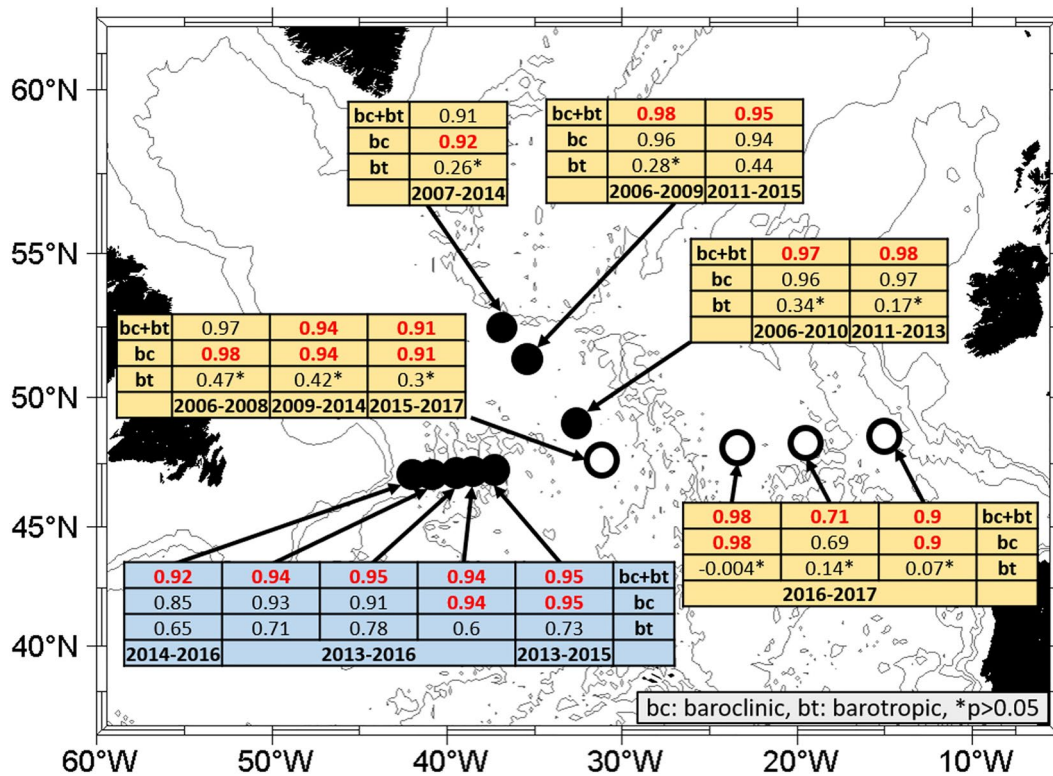 60°N
55°N
50°N
45°N
40°N
bc+bt 0.91
bc 0.92
bt 0.26*
2007-2014
bc+bt 0.98 0.95
bc 0.96 0.94
bt 0.28* 0.44
2006-2009 2011-2015
bc+bt 0.97 0.98
bc 0.96 0.97
bt 0.34* 0.17*
2006-2010 2011-2013
bc+bt 0.97 0.94 0.91
bc 0.98 0.94 0.91
bt 0.47* 0.42* 0.3*
2006-2008 2009-2014 2015-2017
0.98 0.71 0.9 bc+bt
0.98 0.69 0.9 bc
-0.004* 0.14* 0.07* bt
2016-2017
0.92 0.94 0.95 0.94 0.95 bc+bt
0.85 0.93 0.91 0.94 0.95 bc
0.65 0.71 0.78 0.6 0.73 bt
2014-2016 2013-2016 2013-2015
bc: baroclinic, bt: barotropic, *p>0.05
60°W 50°W 40°W 30°W 20°W 10°W